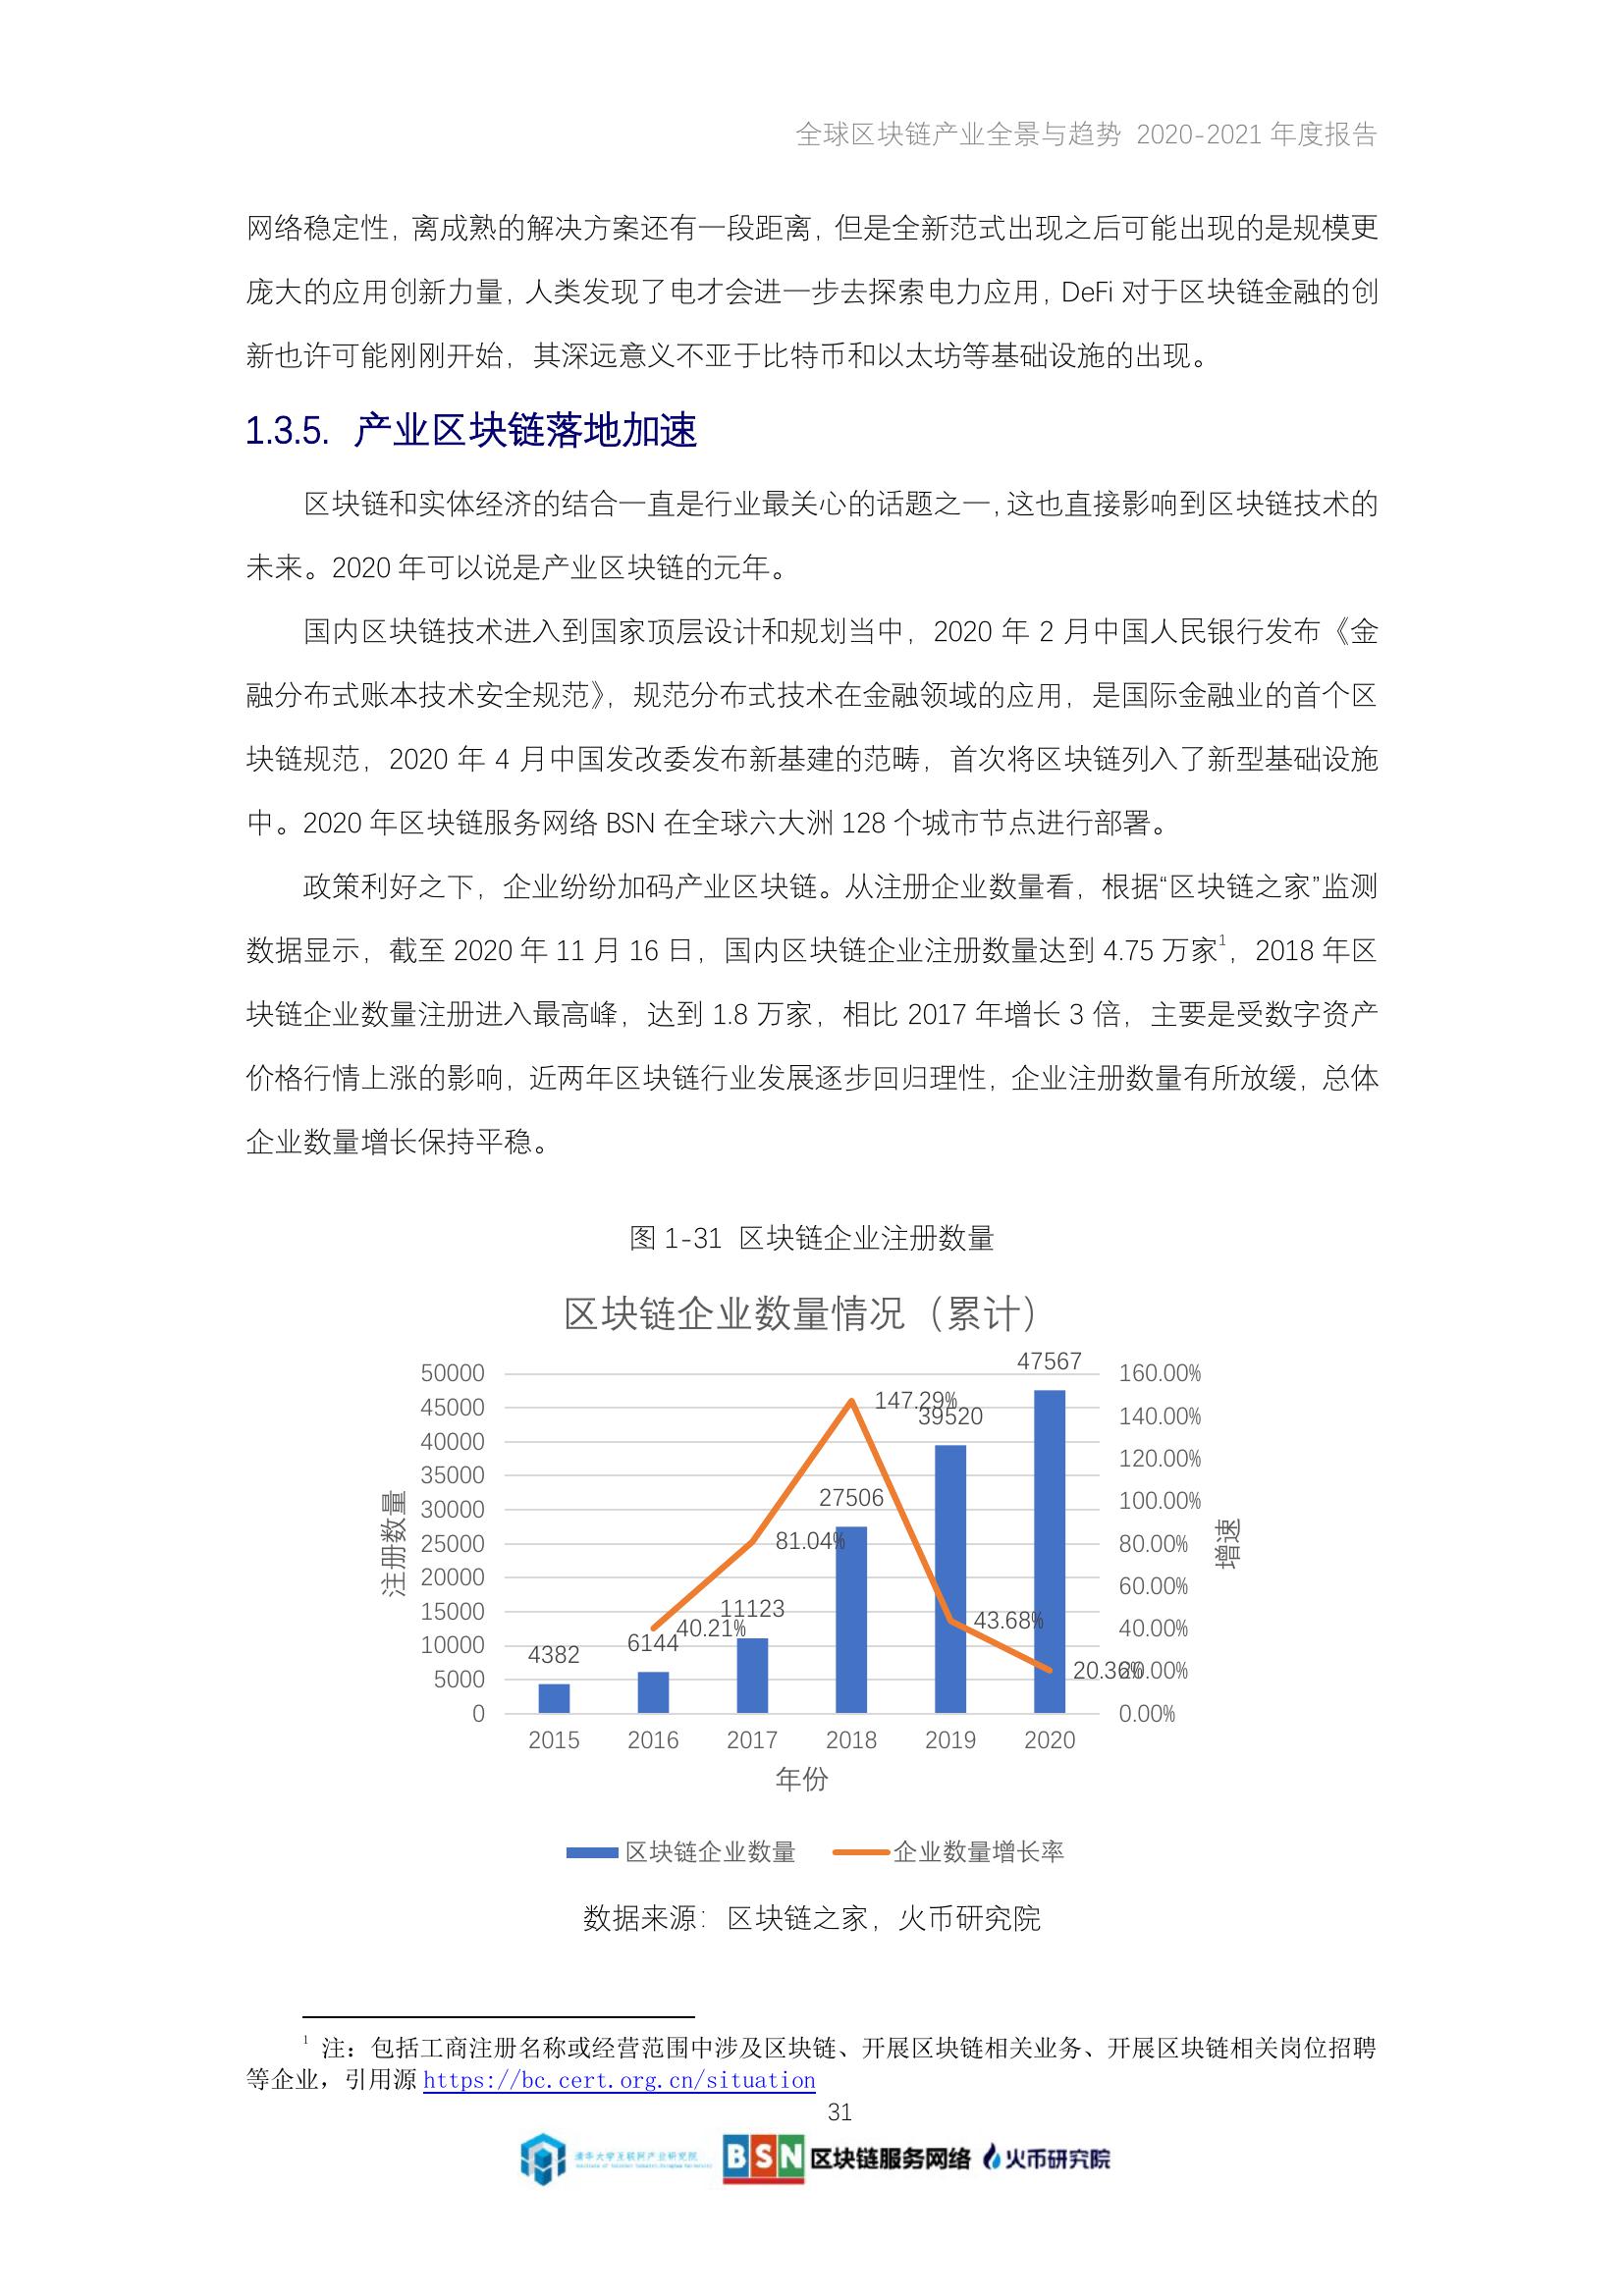 全球区块链产业全景与趋势 2020-2021 年度报告
网络稳定性，离成熟的解决方案还有一段距离，但是全新范式出现之后可能出现的是规模更
庞大的应用创新力量，人类发现了电才会进一步去探索电力应用，DeFi 对于区块链金融的创
新也许可能刚刚开始，其深远意义不亚于比特币和以太坊等基础设施的出现。
1.3.5. 产业区块链落地加速
区块链和实体经济的结合一直是行业最关心的话题之一，这也直接影响到区块链技术的
未来。2020 年可以说是产业区块链的元年。
国内区块链技术进入到国家顶层设计和规划当中，2020 年 2 月中国人民银行发布《金
融分布式账本技术安全规范》，规范分布式技术在金融领域的应用，是国际金融业的首个区
块链规范，2020 年 4 月中国发改委发布新基建的范畴，首次将区块链列入了新型基础设施
中。2020 年区块链服务网络 BSN 在全球六大洲 128 个城市节点进行部署。
政策利好之下，企业纷纷加码产业区块链。从注册企业数量看，根据“区块链之家”监测
数据显示，截至 2020 年 11 月 16 日，国内区块链企业注册数量达到 4.75 万家1，2018 年区
块链企业数量注册进入最高峰，达到 1.8 万家，相比 2017 年增长 3 倍，主要是受数字资产
价格行情上涨的影响，近两年区块链行业发展逐步回归理性，企业注册数量有所放缓，总体
企业数量增长保持平稳。
图 1-31 区块链企业注册数量
区块链企业数量情况（累计）
注册数量
50000
45000
40000
35000
30000
25000
20000
15000
10000
5000
0
4382
6144
11123
27506
39520
47567
40.21%
81.04%
147.29%
43.68%
20.36%
160.00%
140.00%
120.00%
100.00%
80.00%
60.00%
40.00%
20.00%
0.00%
增速
2015 2016 2017 2018 2019 2020
年份
区块链企业数量 企业数量增长率
数据来源：区块链之家，火币研究院
1 注：包括工商注册名称或经营范围中涉及区块链、开展区块链相关业务、开展区块链相关岗位招聘
等企业，引用源 https://bc.cert.org.cn/situation
31
清华大学互联网产业研究院
BSN 区块链服务网络 火币研究院